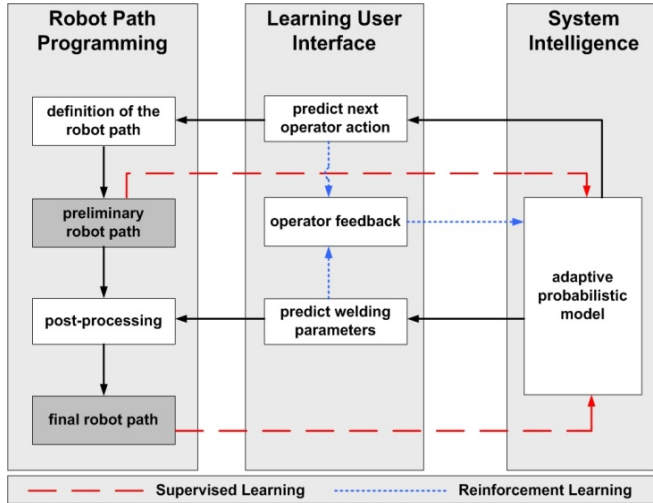 Robot Path
Programming
Learning User
Interface
System
Intelligence
definition of the
robot path
predict next
operator action
preliminary
robot path
operator feedback
adaptive
probabilistic
model
post-processing
predict welding
parameters
final robot path
Supervised Learning
Reinforcement Learning